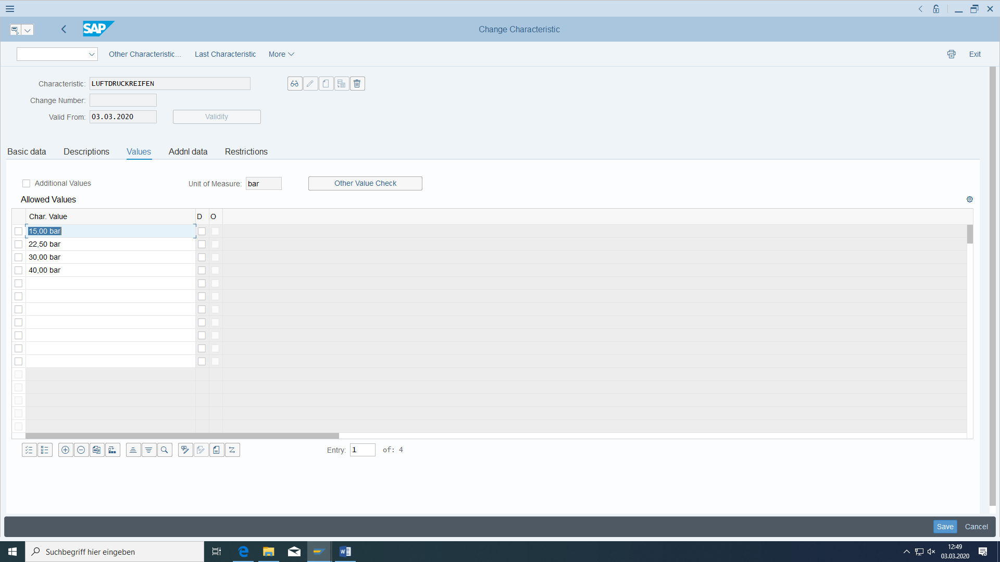 SAP
Change Characteristic
Other Characteristic... Last Characteristic More
Exit
Characteristic: LUFTDRUCKREIFEN
Change Number:
Valid From: 03.03.2020 Validity
Basic data Descriptions Values Addnl data Restrictions
Additional Values Unit of Measure: bar Other Value Check
Allowed Values
Char. Value D O
15,00 bar
22,50 bar
30,00 bar
40,00 bar
Entry: 1 of: 4
Save Cancel
Suchbegriff hier eingeben
12:49
03.03.2020